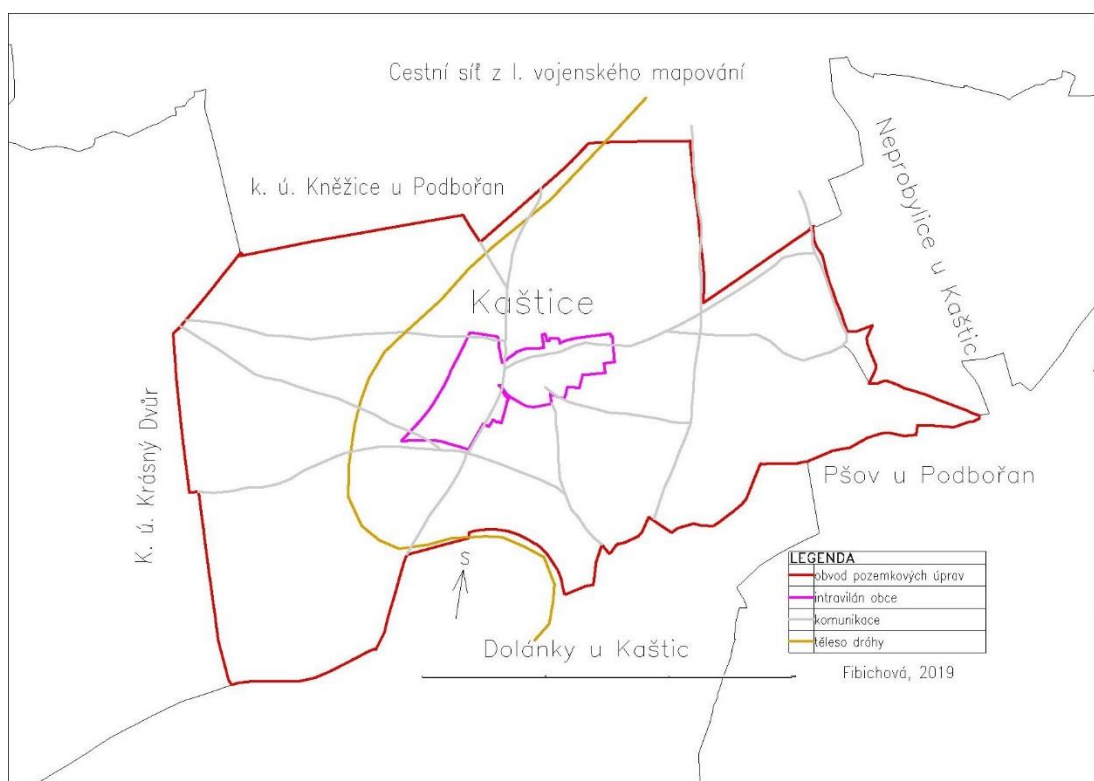 Cestní síť z I. vojenského mapování
Neprobylice u Kaštic
k. ú. Kněžice u Podbořan
Kaštice
K. ú. Krásný Dvůr
Pšov u Podbořan
S
Dolánky u Kaštic
LEGENDA
obvod pozemkových úprav
intravilán obce
komunikace
těleso dráhy
Fibichová, 2019